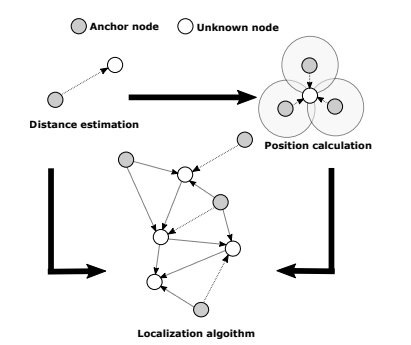 Anchor node
Unknown node
Distance estimation
Position calculation
Localization algoithm